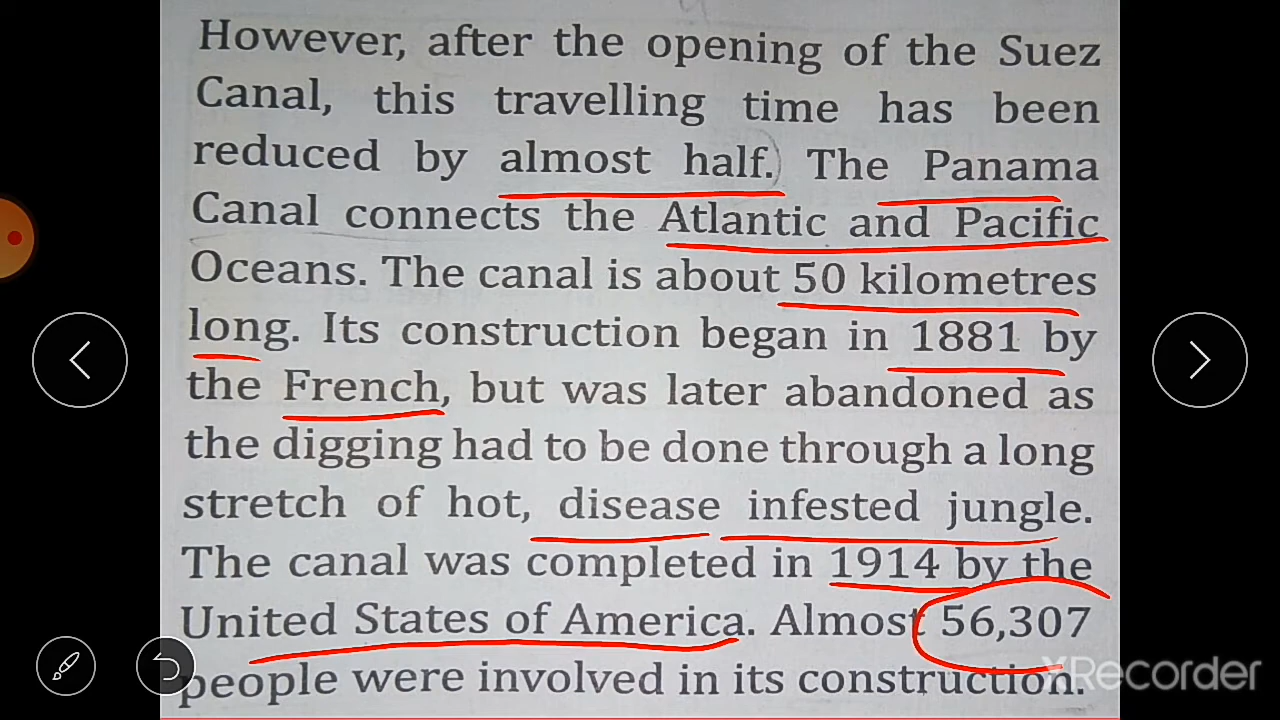 However, after the opening of the Suez
Canal, this travelling time has been
reduced by almost half. The Panama
Canal connects the Atlantic and Pacific
Oceans. The canal is about 50 kilometres
long. Its construction began in 1881 by
the French, but was later abandoned as
the digging had to be done through a long
stretch of hot, disease infested jungle.
The canal was completed in 1914 by the
United States of America. Almost 56,307
people were involved in its construction.
XRecorder